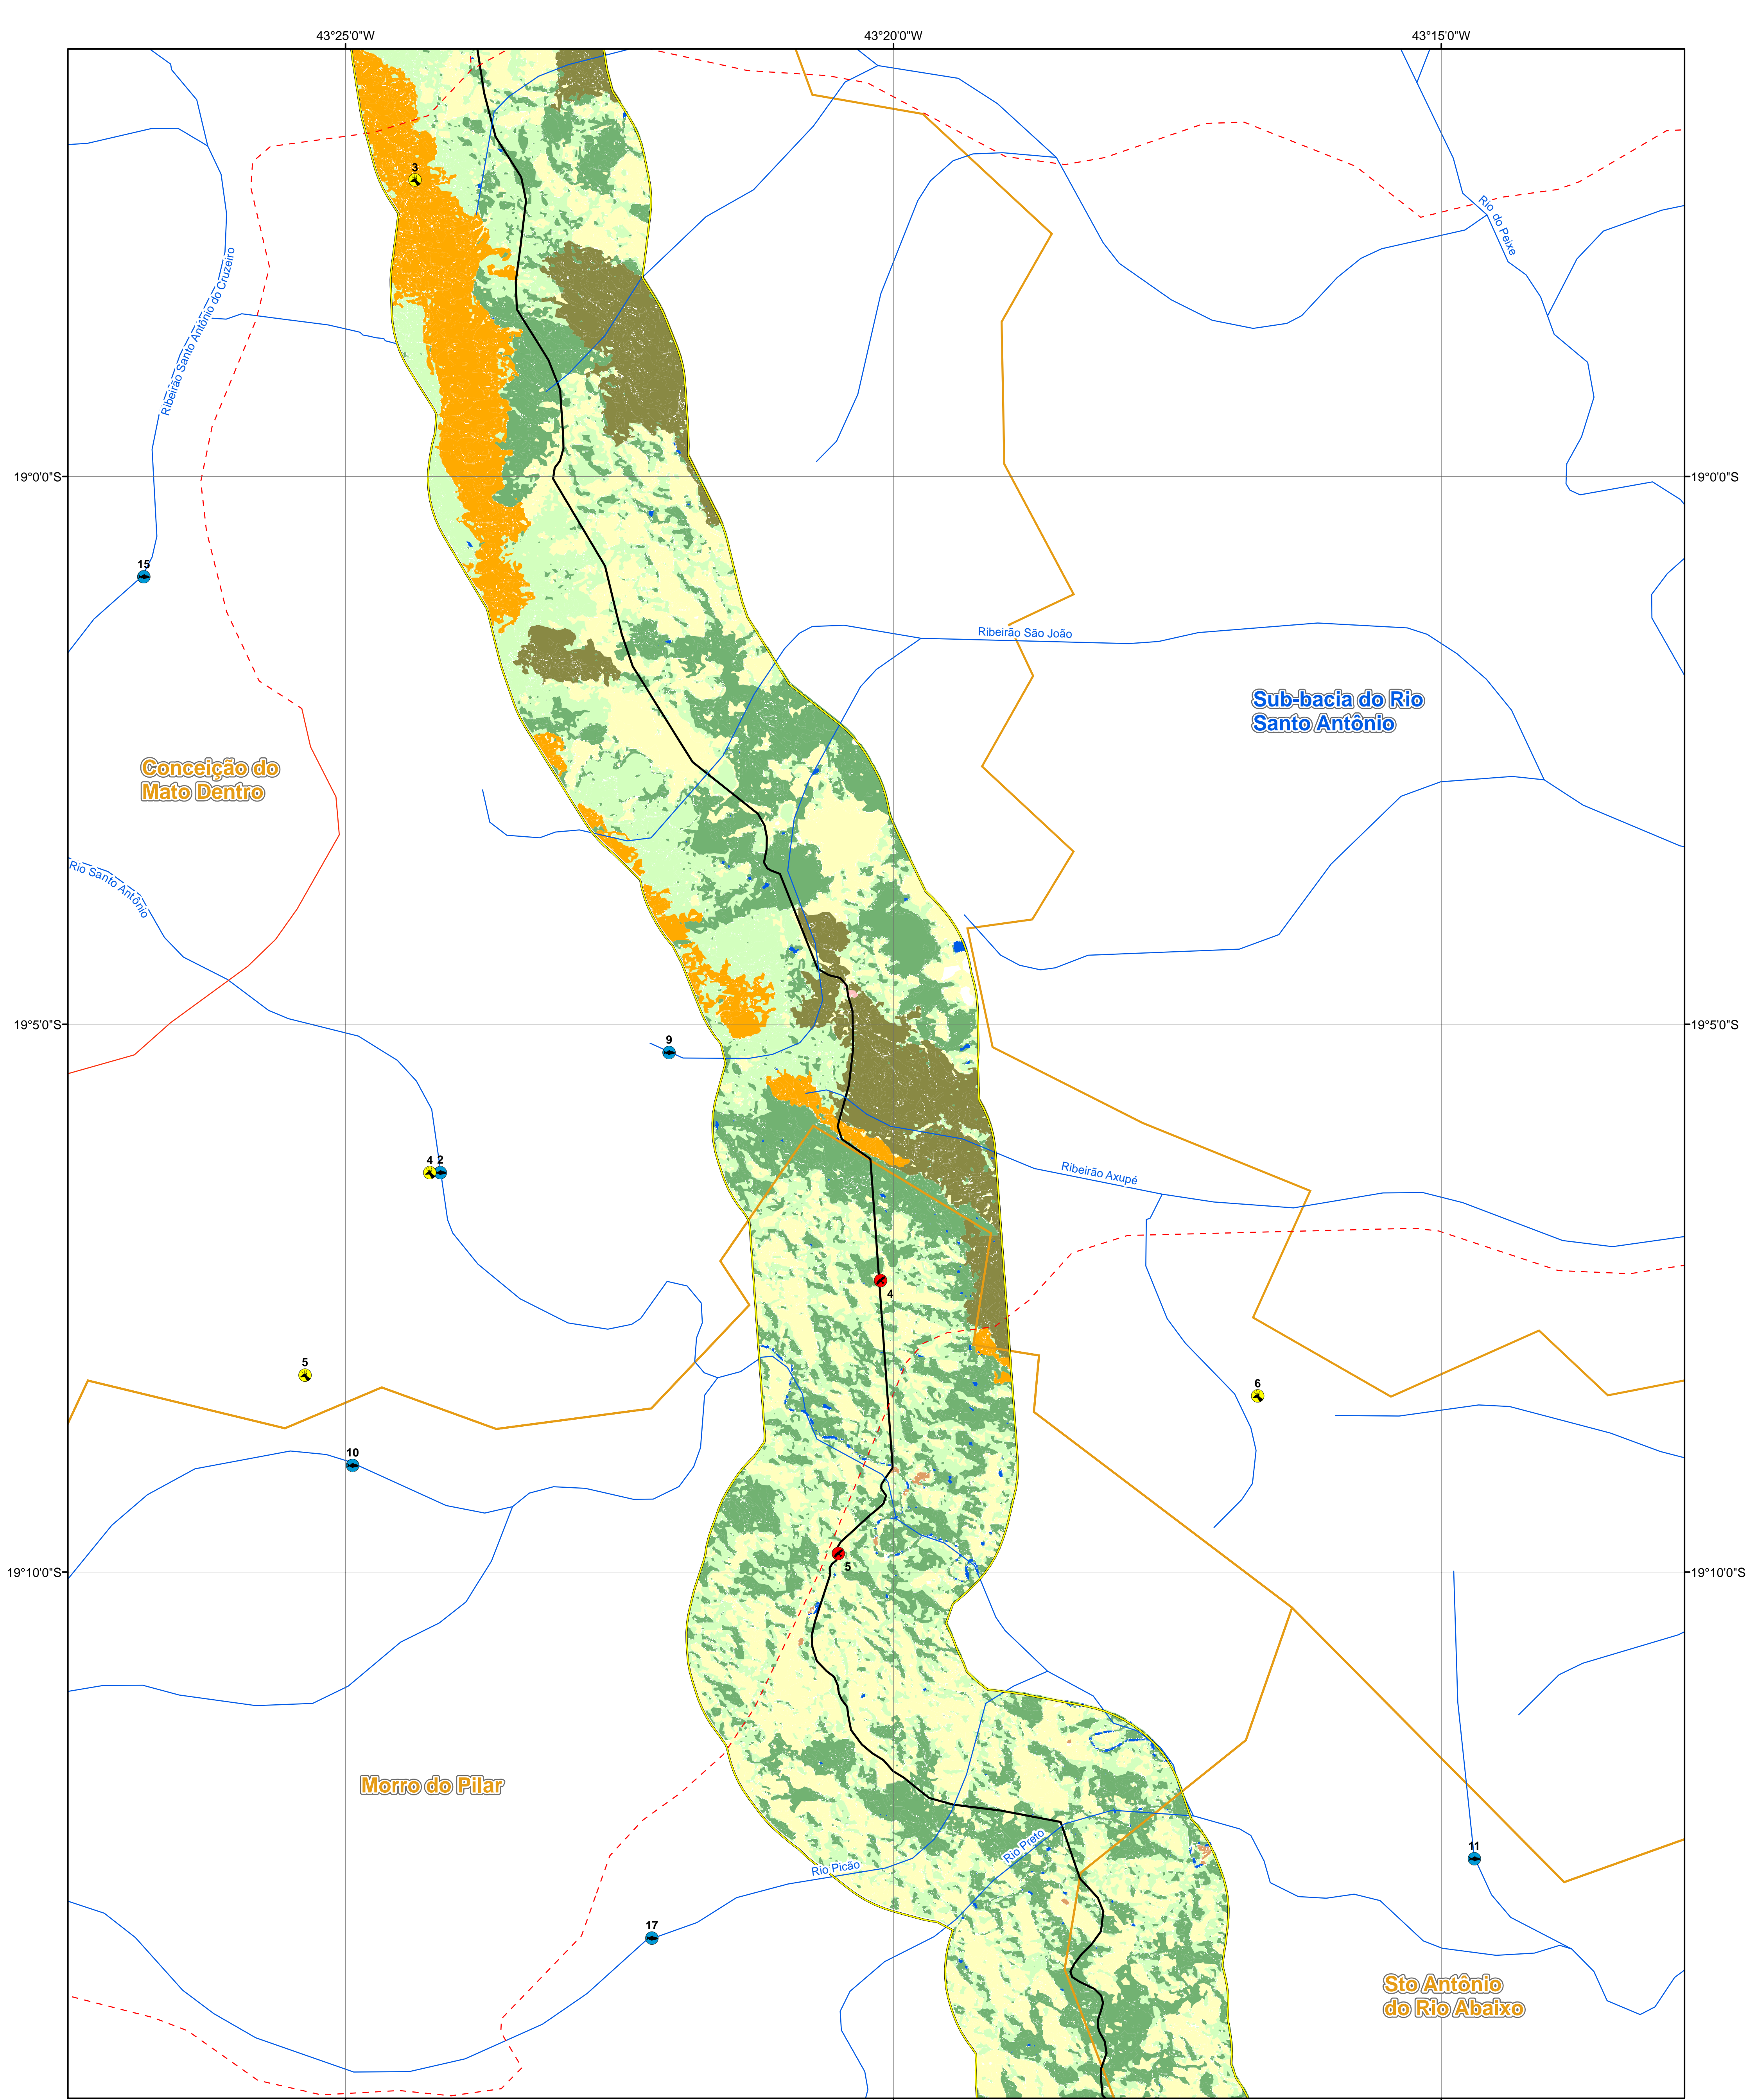 43°25'0"W
43°20'0"W
43°15'0"W
3
Rio do Peixe
Ribeirão Santo Antônio do Cruzeiro
19°0'0"S
19°0'0"S
15
Ribeirão São João
Sub-bacia do Rio
Santo Antônio
Conceição do
Mato Dentro
Rio Santo Antônio
19°5'0"S
19°5'0"S
9
4
2
Ribeirão Axupé
4
5
6
10
5
19°10'0"S
19°10'0"S
Morro do Pilar
Rio Preto
Rio Picão
11
17
Sto Antônio
do Rio Abaixo